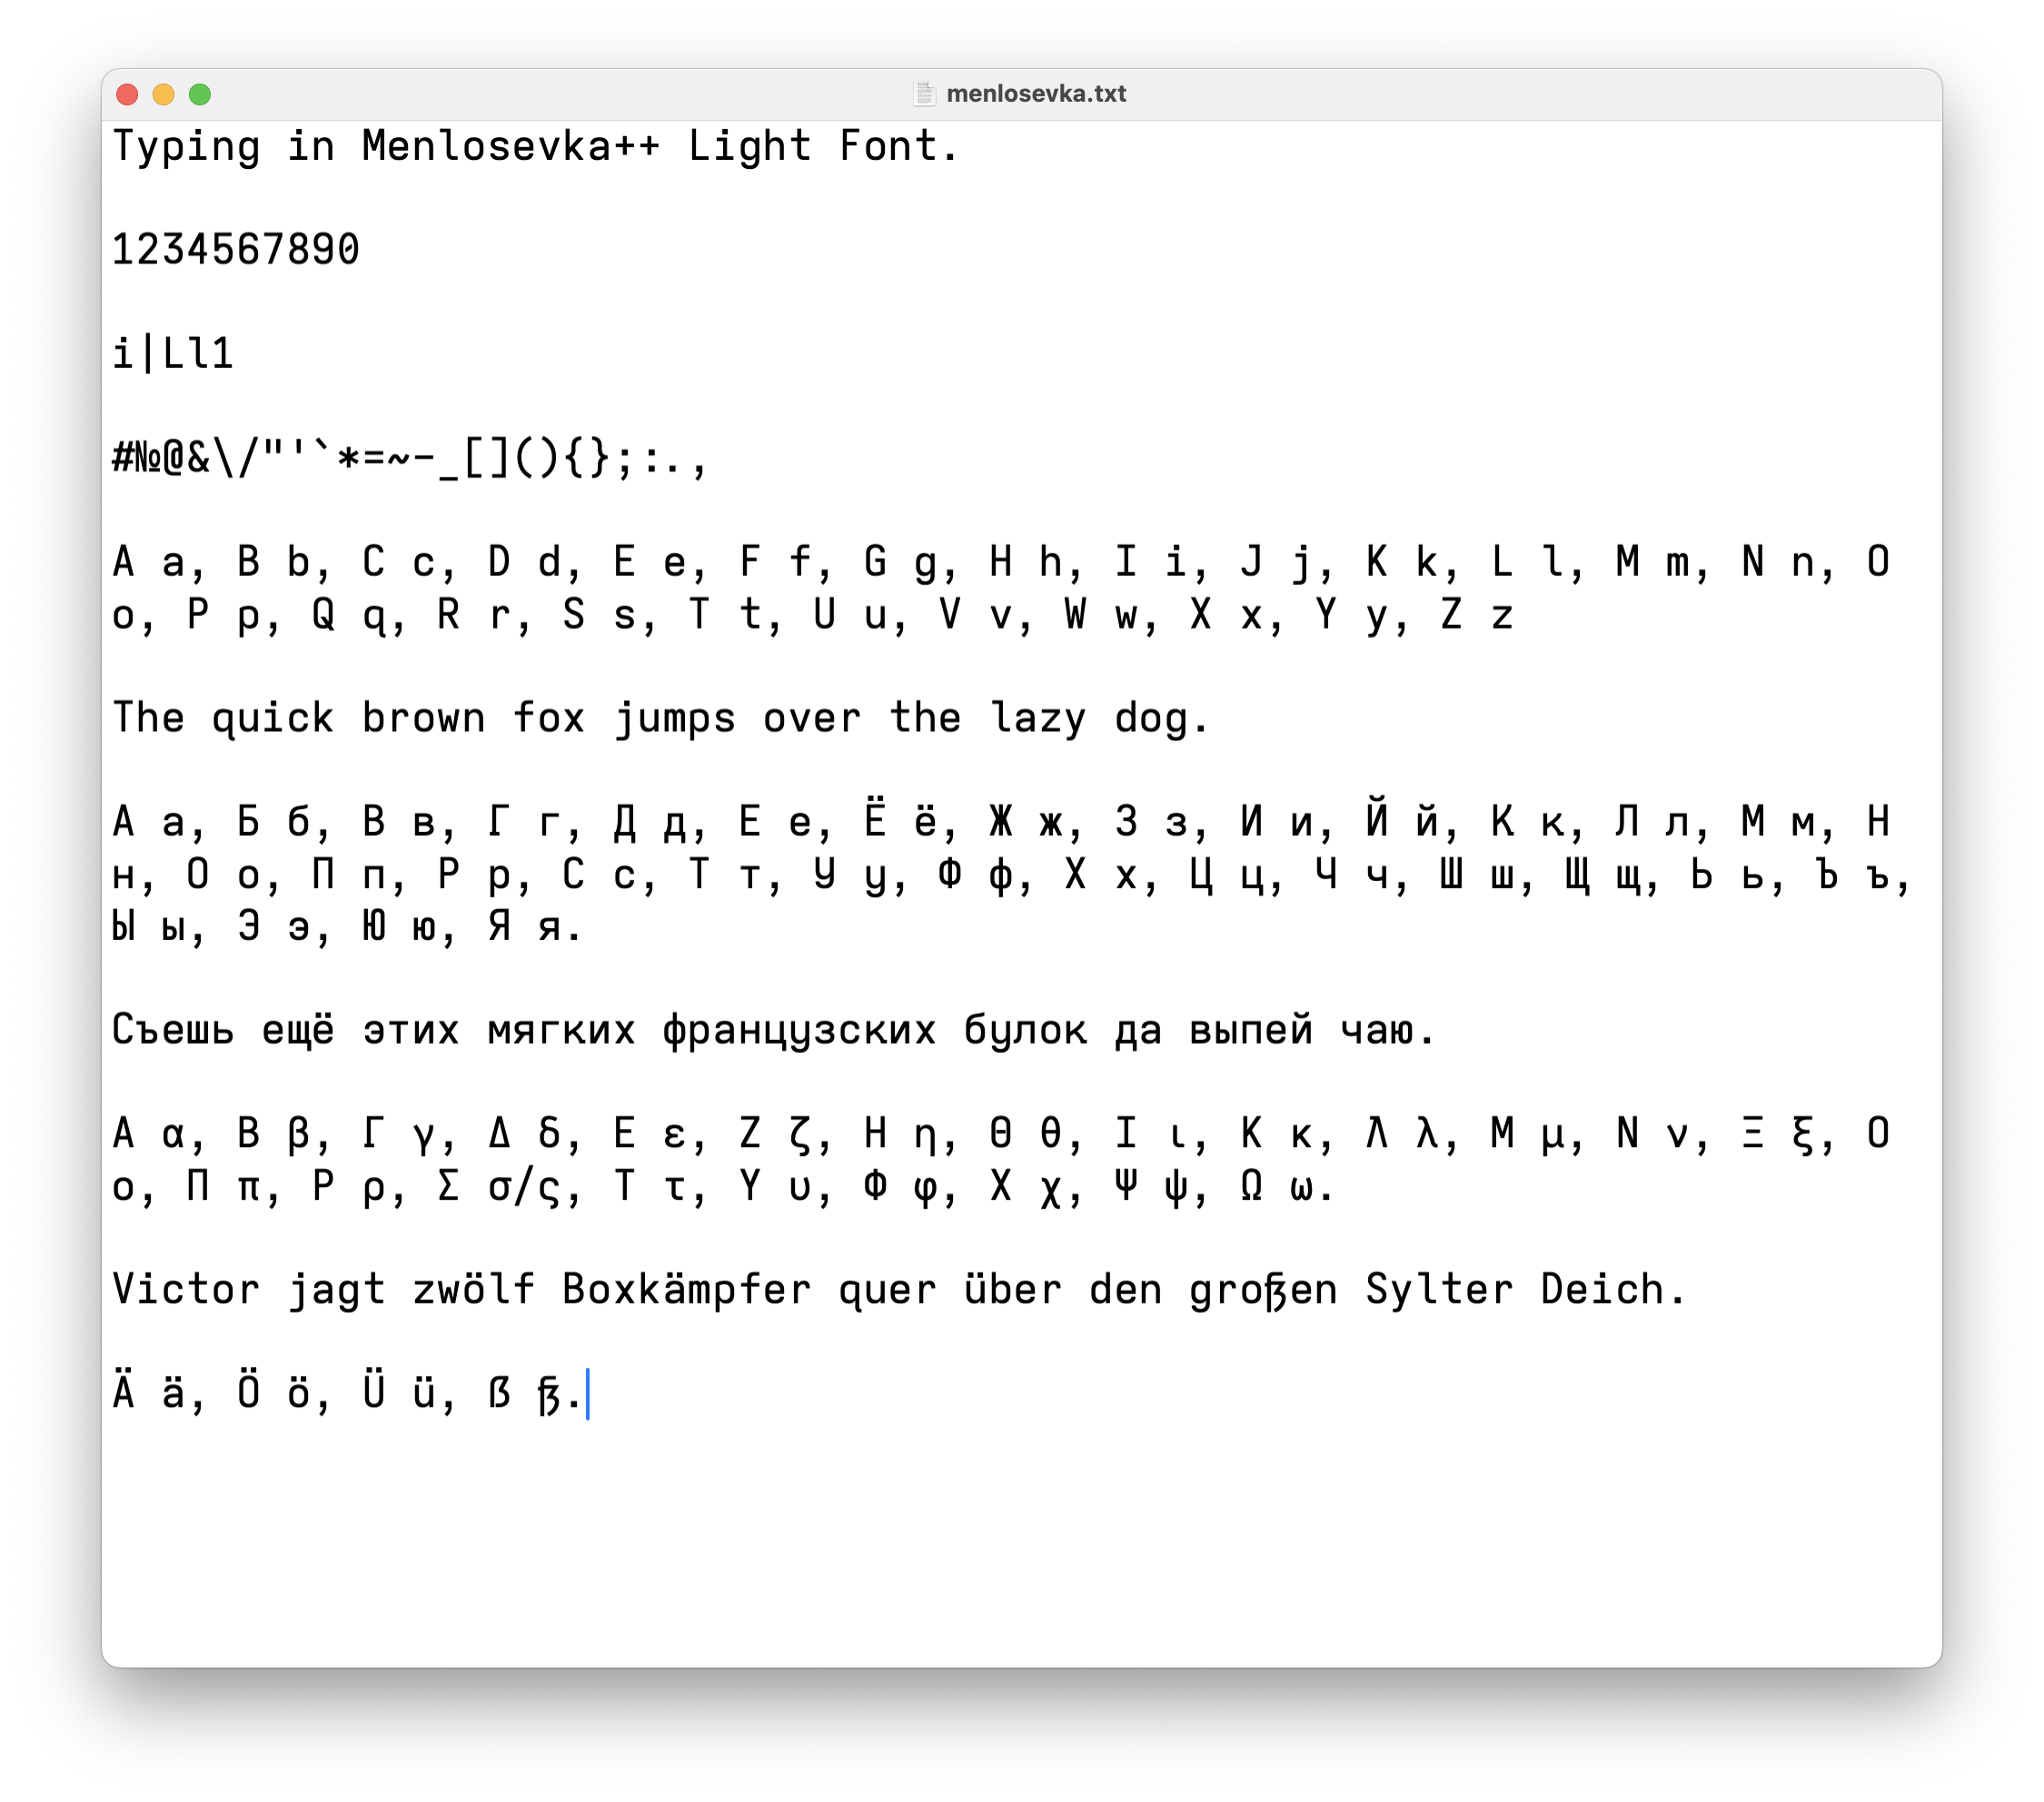 menlosevka.txt
Typing in Menlosevka++ Light Font.
1234567890
i|Ll1
#№@&\/"'`*=~-_[](){};:.,
A a, B b, C c, D d, E e, F f, G g, H h, I i, J j, K k, L l, M m, N n, O
o, P p, Q q, R r, S s, T t, U u, V v, W w, X x, Y y, Z z
The quick brown fox jumps over the lazy dog.
А а, Б б, В в, Г г, Д д, Е е, Ё ё, Ж ж, З з, И и, Й й, К к, Л л, М м, Н
н, О о, П п, Р р, С с, Т т, У у, Ф ф, Х х, Ц ц, Ч ч, Ш ш, Щ щ, Ь ь, Ъ ъ,
Ы ы, Э э, Ю ю, Я я.
Съешь ещё этих мягких французских булок да выпей чаю.
Α α, Β β, Γ γ, Δ δ, Ε ε, Ζ ζ, Η η, Θ θ, Ι ι, Κ κ, Λ λ, Μ μ, Ν ν, Ξ ξ, Ο
ο, Π π, Ρ ρ, Σ σ/ς, Τ τ, Υ υ, Φ φ, Χ χ, Ψ ψ, Ω ω.
Victor jagt zwölf Boxkämpfer quer über den großen Sylter Deich.
Ä ä, Ö ö, Ü ü, ẞ ß.